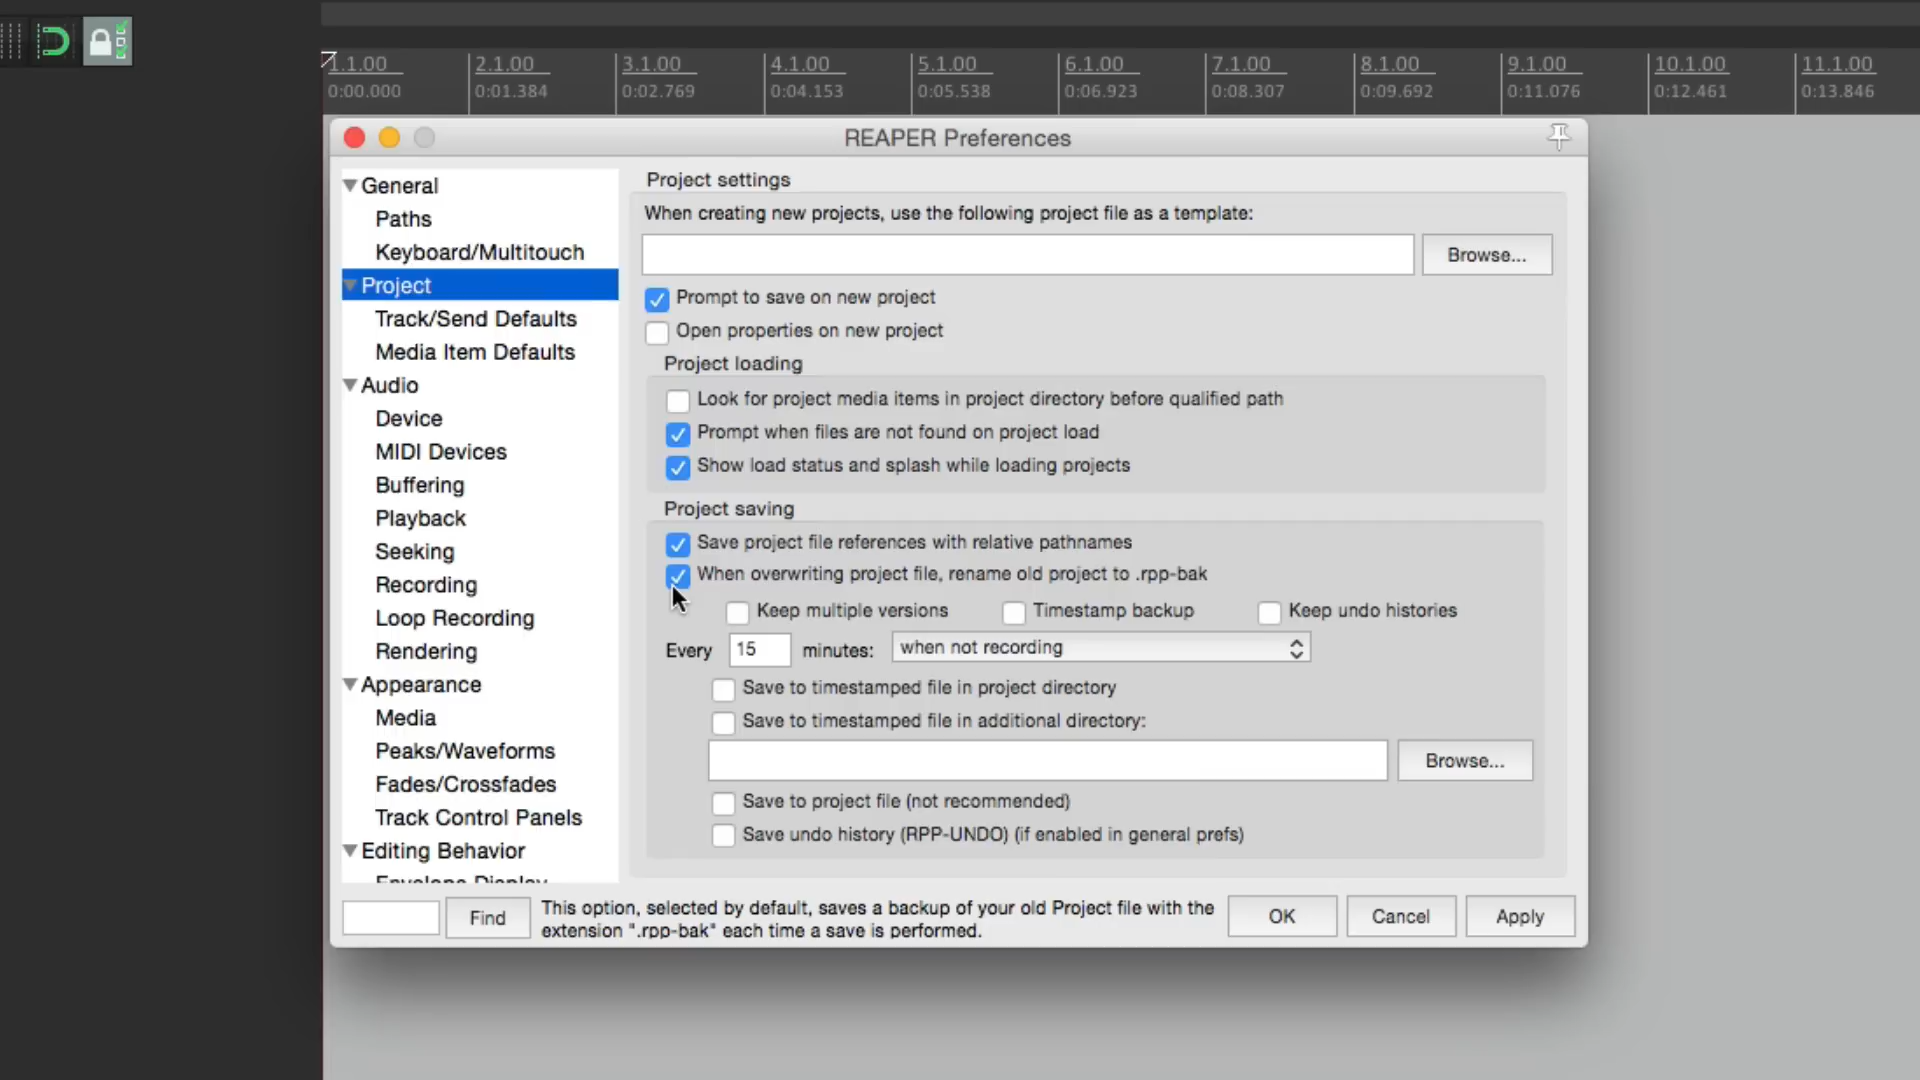 1.1.00 2.1.00 3.1.00 4.1.00 5.1.00 6.1.00 7.1.00 8.1.00 9.1.00 10.1.00 11.1.00
0:00.000 0:01.384 0:02.769 0:04.153 0:05.538 0:06.923 0:08.307 0:09.692 0:11.076 0:12.461 0:13.846
REAPER Preferences
General
Paths
Keyboard/Multitouch
Project
Track/Send Defaults
Media Item Defaults
Audio
Device
MIDI Devices
Buffering
Playback
Seeking
Recording
Loop Recording
Rendering
Appearance
Media
Peaks/Waveforms
Fades/Crossfades
Track Control Panels
Editing Behavior
Envelope Display
Project settings
When creating new projects, use the following project file as a template:
Browse...
Prompt to save on new project
Open properties on new project
Project loading
Look for project media items in project directory before qualified path
Prompt when files are not found on project load
Show load status and splash while loading projects
Project saving
Save project file references with relative pathnames
When overwriting project file, rename old project to .rpp-bak
Keep multiple versions Timestamp backup Keep undo histories
Every 15 minutes: when not recording
Save to timestamped file in project directory
Save to timestamped file in additional directory:
Browse...
Save to project file (not recommended)
Save undo history (RPP-UNDO) (if enabled in general prefs)
Find
This option, selected by default, saves a backup of your old Project file with the
extension ".rpp-bak" each time a save is performed.
OK Cancel Apply